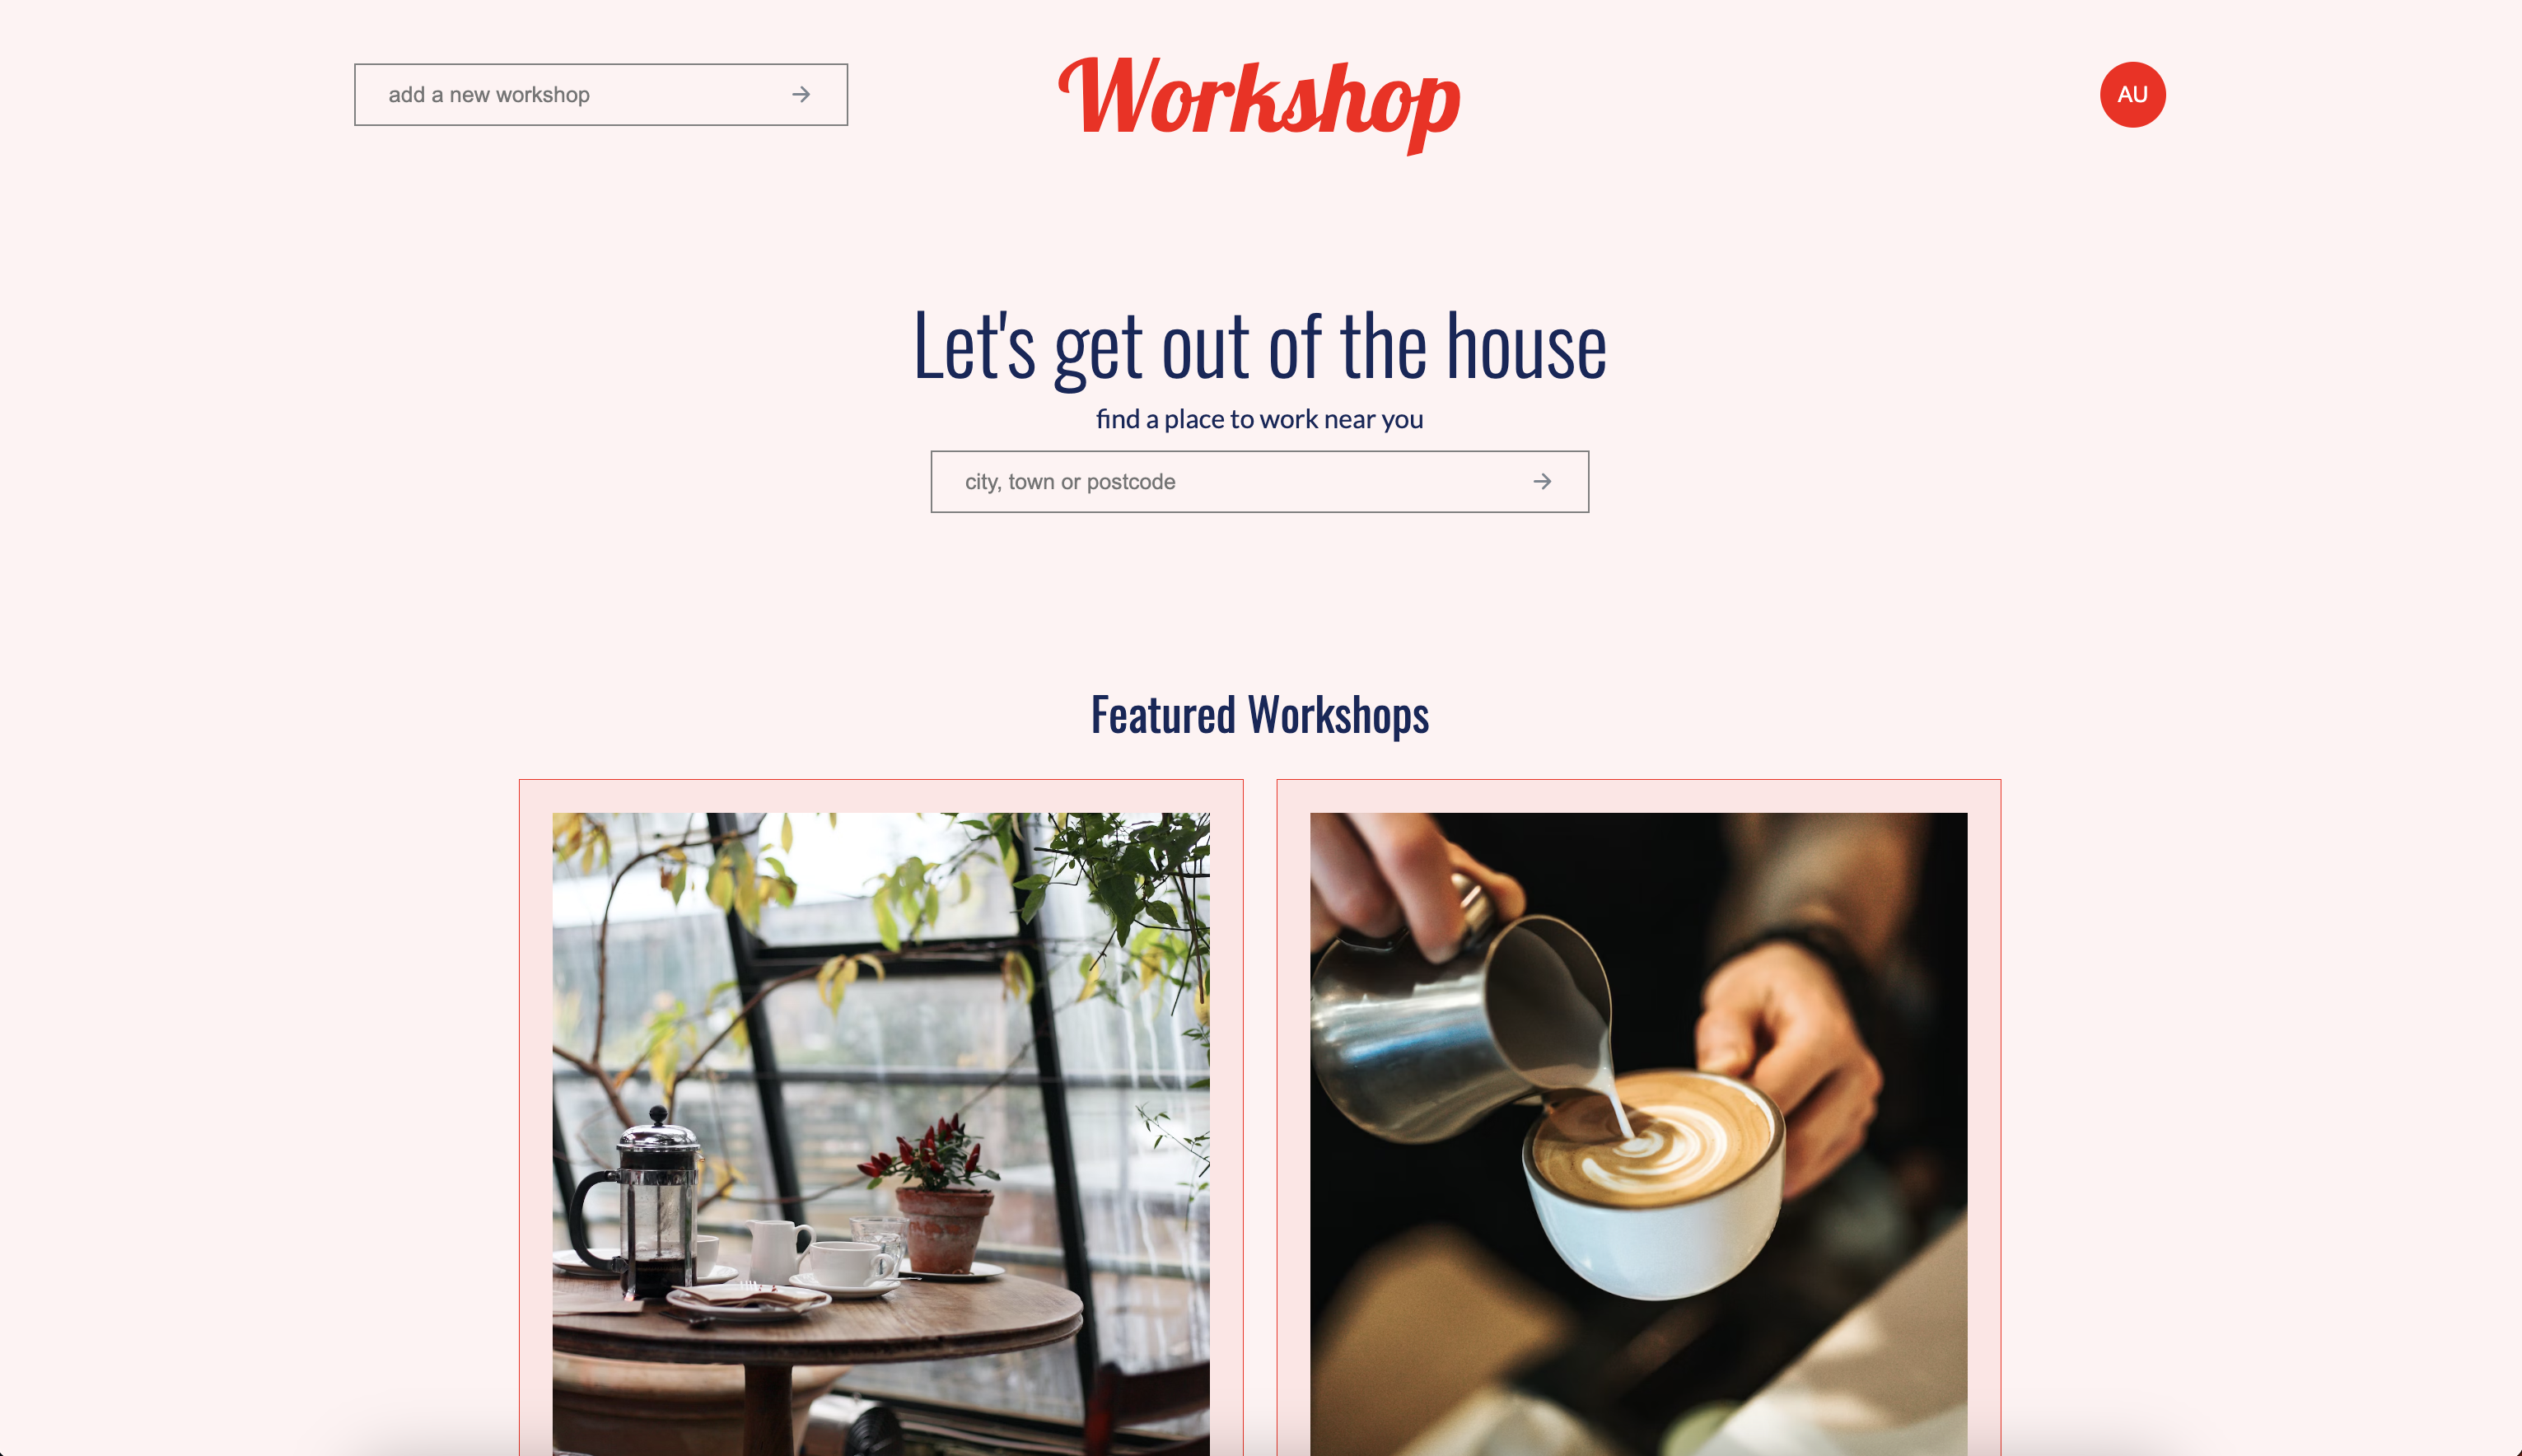 add a new workshop
Workshop
AU
Let's get out of the house
find a place to work near you
city, town or postcode
Featured Workshops